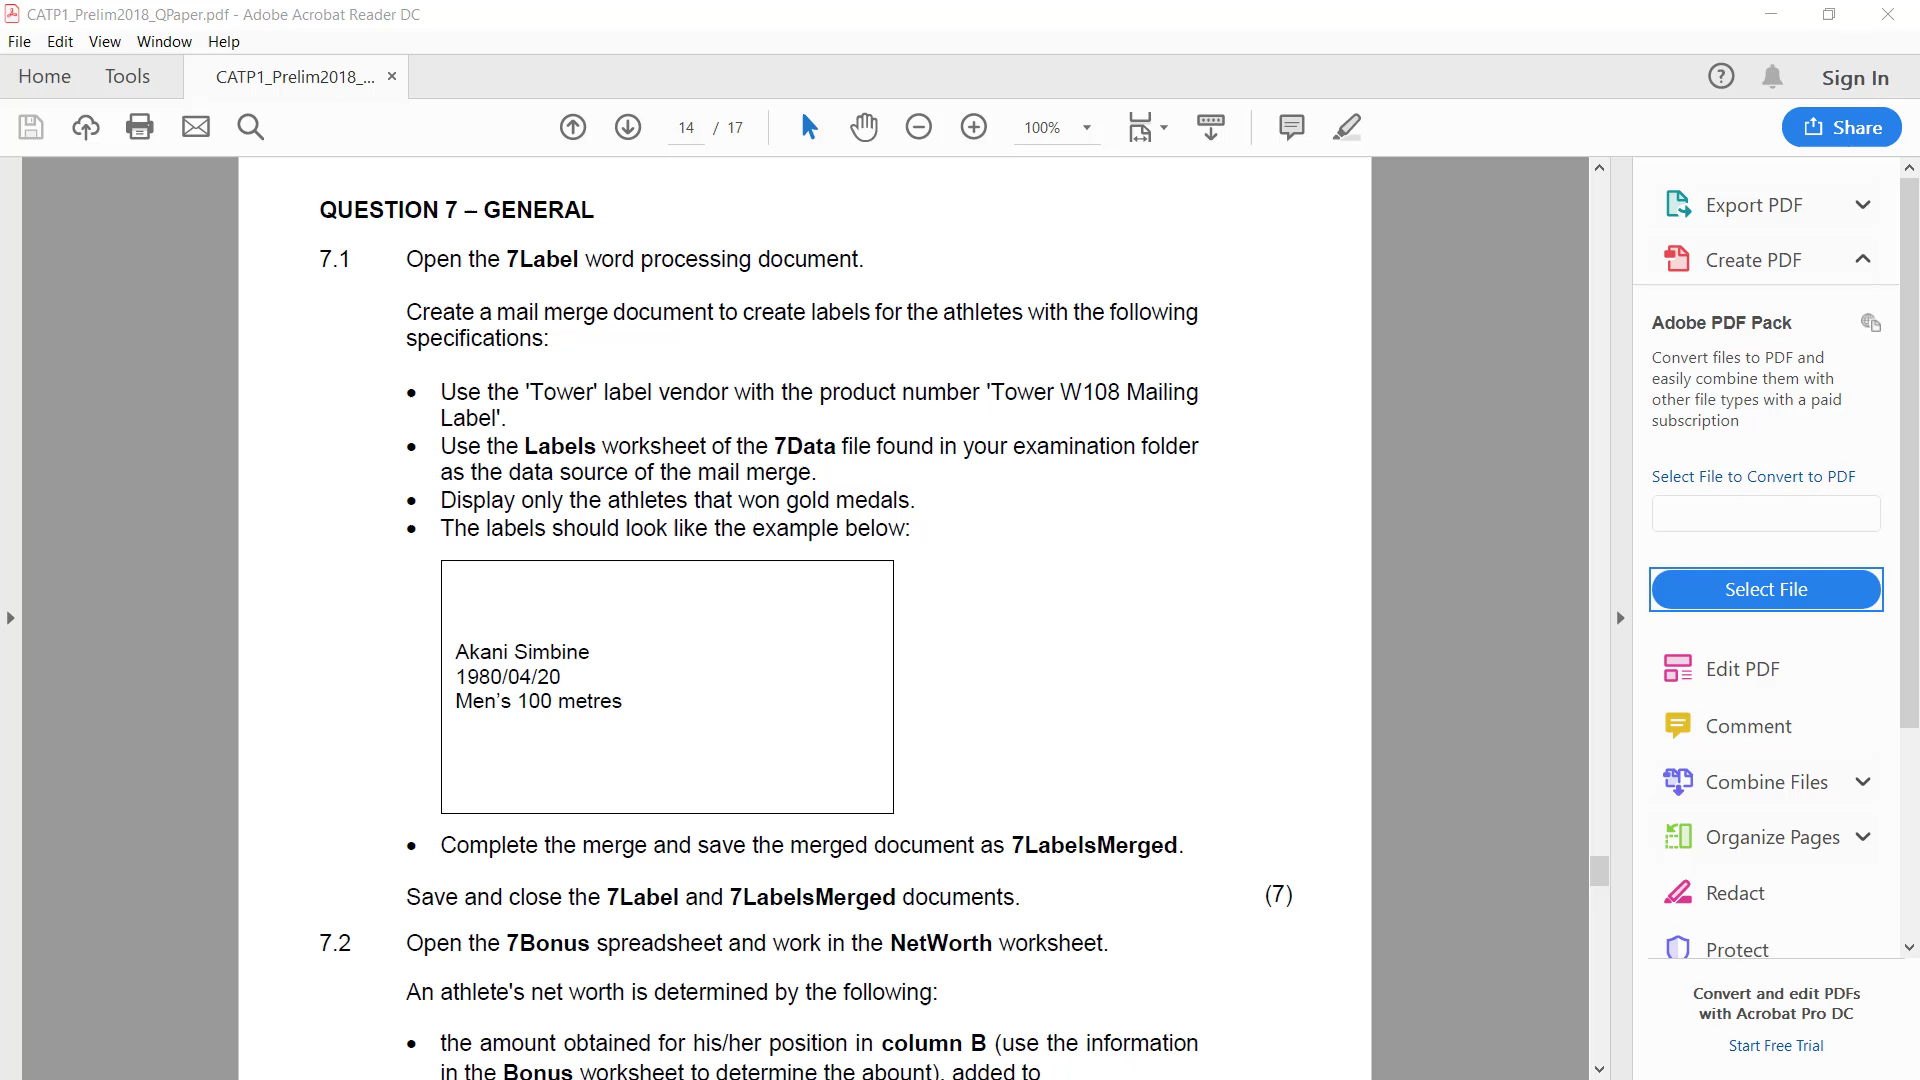 CATP1_Prelim2018_QPaper.pdf - Adobe Acrobat Reader DC
File Edit View Window Help
Home Tools CATP1_Prelim2018_... × Sign In
14 / 17 100% Share
QUESTION 7 – GENERAL
7.1 Open the 7Label word processing document.
Create a mail merge document to create labels for the athletes with the following
specifications:
• Use the 'Tower' label vendor with the product number 'Tower W108 Mailing
Label'.
• Use the Labels worksheet of the 7Data file found in your examination folder
as the data source of the mail merge.
• Display only the athletes that won gold medals.
• The labels should look like the example below:
Akani Simbine
1980/04/20
Men's 100 metres
• Complete the merge and save the merged document as 7LabelsMerged.
Save and close the 7Label and 7LabelsMerged documents. (7)
7.2 Open the 7Bonus spreadsheet and work in the NetWorth worksheet.
An athlete's net worth is determined by the following:
• the amount obtained for his/her position in column B (use the information
in the Bonus worksheet to determine the abount), added to
Export PDF
Create PDF
Adobe PDF Pack
Convert files to PDF and
easily combine them with
other file types with a paid
subscription
Select File to Convert to PDF
Select File
Edit PDF
Comment
Combine Files
Organize Pages
Redact
Protect
Convert and edit PDFs
with Acrobat Pro DC
Start Free Trial